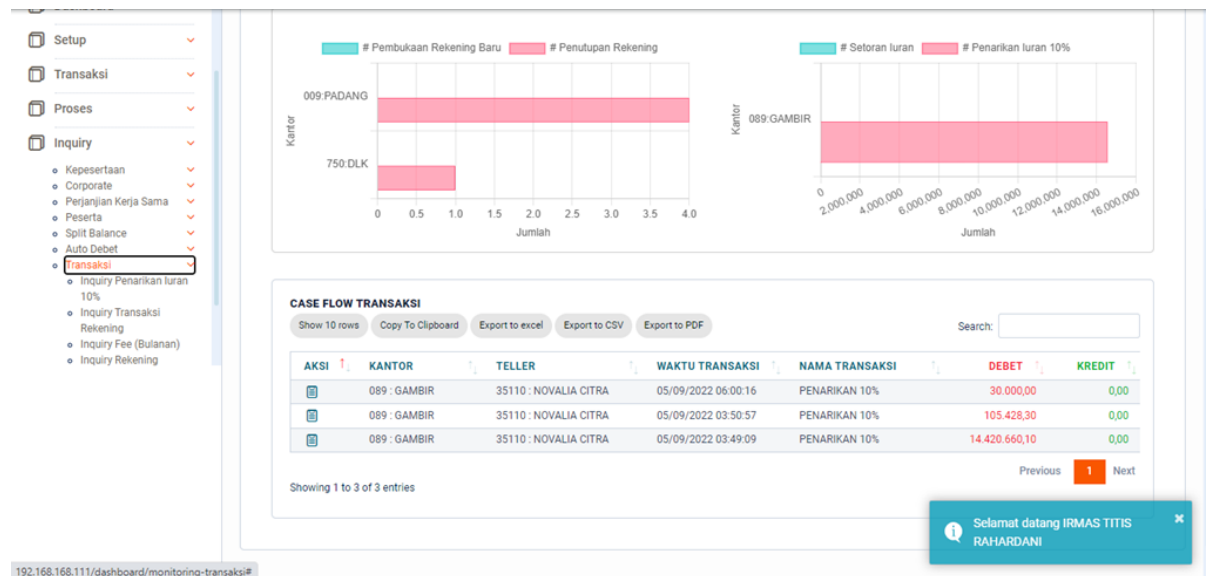 Dashboard
Setup
Transaksi
Proses
Inquiry
Kepesertaan
Corporate
Perjanjian Kerja Sama
Peserta
Split Balance
Auto Debet
Transaksi
Inquiry Penarikan Iuran
10%
Inquiry Transaksi
Rekening
Inquiry Fee (Bulanan)
Inquiry Rekening
# Pembukaan Rekening Baru # Penutupan Rekening
Kantor
009:PADANG
750:DLK
0 0.5 1.0 1.5 2.0 2.5 3.0 3.5 4.0
Jumlah
# Setoran Iuran # Penarikan Iuran 10%
Kantor
089:GAMBIR
0 2,000,000 4,000,000 6,000,000 8,000,000 10,000,000 12,000,000 14,000,000 16,000,000
Jumlah
CASE FLOW TRANSAKSI
Show 10 rows Copy To Clipboard Export to excel Export to CSV Export to PDF Search:
AKSI KANTOR TELLER WAKTU TRANSAKSI NAMA TRANSAKSI DEBET KREDIT
089 : GAMBIR 35110 : NOVALIA CITRA 05/09/2022 06:00:16 PENARIKAN 10% 30.000,00 0,00
089 : GAMBIR 35110 : NOVALIA CITRA 05/09/2022 03:50:57 PENARIKAN 10% 105.428,30 0,00
089 : GAMBIR 35110 : NOVALIA CITRA 05/09/2022 03:49:09 PENARIKAN 10% 14.420.660,10 0,00
Previous 1 Next
Showing 1 to 3 of 3 entries
Selamat datang IRMAS TITIS
RAHARDANI
192.168.168.111/dashboard/monitoring-transaksi#